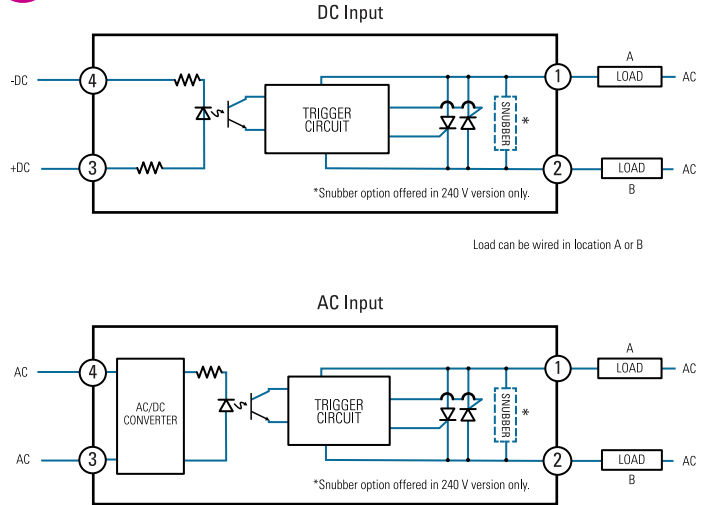 DC Input
A
-DC
4
1
LOAD
AC
TRIGGER
CIRCUIT
SNUBBER
*
+DC
3
2
LOAD
AC
*Snubber option offered in 240 V version only.
B
Load can be wired in location A or B
AC Input
A
AC
4
1
LOAD
AC
AC/DC
CONVERTER
TRIGGER
CIRCUIT
SNUBBER
*
AC
3
2
LOAD
AC
*Snubber option offered in 240 V version only.
B